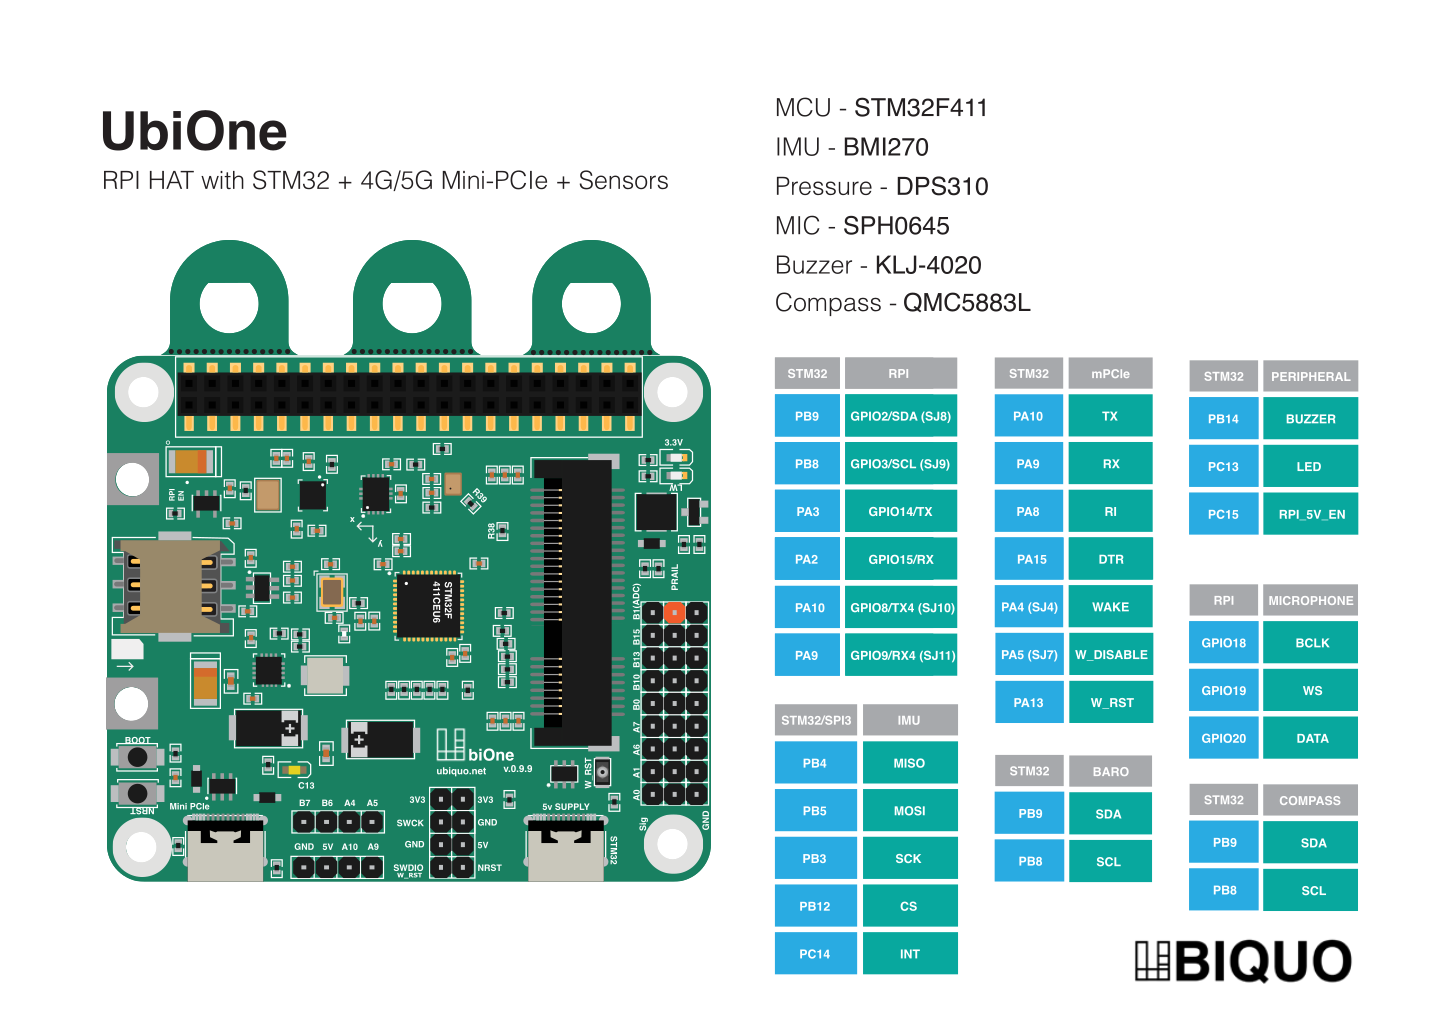 UbiOne
RPI HAT with STM32 + 4G/5G Mini-PCIe + Sensors
MCU - STM32F411
IMU - BMI270
Pressure - DPS310
MIC - SPH0645
Buzzer - KLJ-4020
Compass - QMC5883L
3.3V
LW1
RPI EN
R39
R38
x
Y
STM32F
411CEU6
PRAIL
B1(ADC)
B15
B13
B10
B0
A7
A6
A1
A0
Sig
GND
BOOT
NRST
Mini PCIe
C13
biOne
ubiquo.net
v.0.9.9
W_RST
B7 B6 A4 A5
GND 5V A10 A9
3V3 3V3
SWCK GND
GND 5V
SWDIO NRST
W_RST
5v SUPPLY
STM32
STM32 RPI
PB9 GPIO2/SDA (SJ8)
PB8 GPIO3/SCL (SJ9)
PA3 GPIO14/TX
PA2 GPIO15/RX
PA10 GPIO8/TX4 (SJ10)
PA9 GPIO9/RX4 (SJ11)
STM32/SPI3 IMU
PB4 MISO
PB5 MOSI
PB3 SCK
PB12 CS
PC14 INT
STM32 mPCIe
PA10 TX
PA9 RX
PA8 RI
PA15 DTR
PA4 (SJ4) WAKE
PA5 (SJ7) W_DISABLE
PA13 W_RST
STM32 BARO
PB9 SDA
PB8 SCL
STM32 PERIPHERAL
PB14 BUZZER
PC13 LED
PC15 RPI_5V_EN
RPI MICROPHONE
GPIO18 BCLK
GPIO19 WS
GPIO20 DATA
STM32 COMPASS
PB9 SDA
PB8 SCL
BIQUO